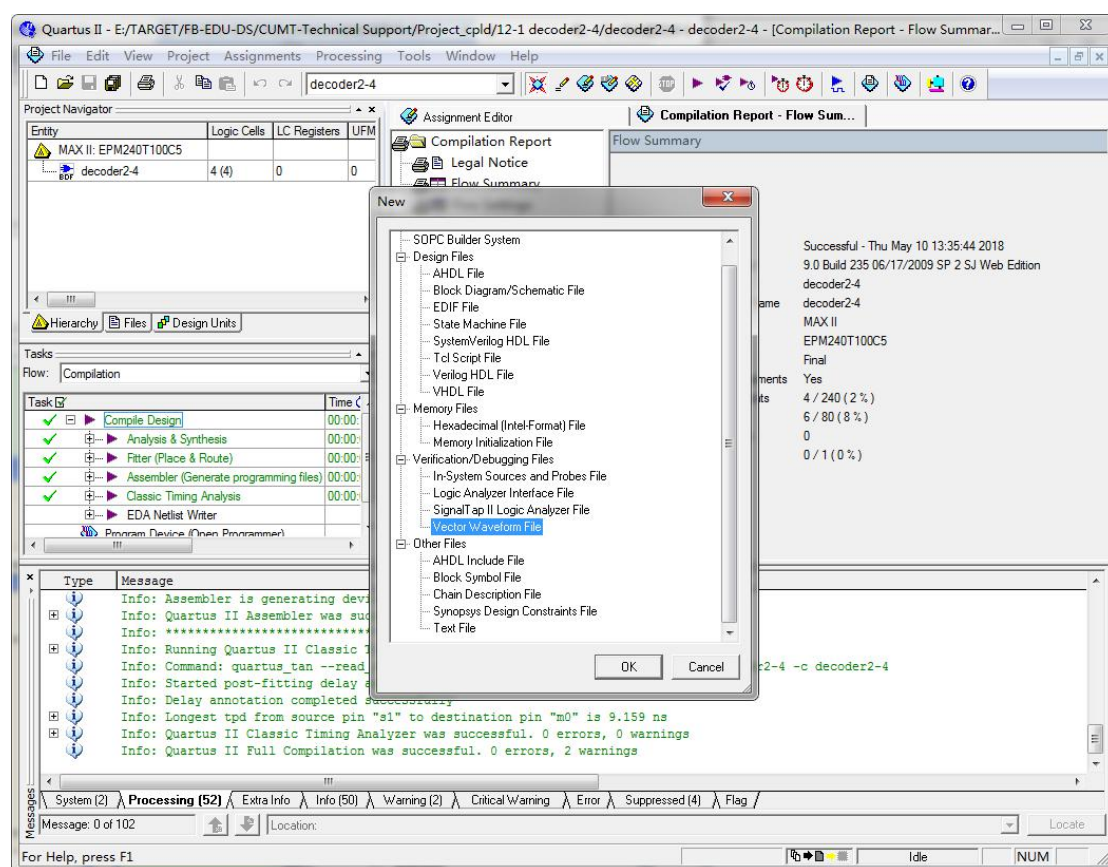 Quartus II - E:/TARGET/FB-EDU-DS/CUMT-Technical Support/Project_cpld/12-1 decoder2-4/decoder2-4 - decoder2-4 - [Compilation Report - Flow Summar...
File Edit View Project Assignments Processing Tools Window Help
decoder2-4
Project Navigator
Entity Logic Cells LC Registers UFM
MAX II: EPM240T100C5
decoder2-4 4 (4) 0 0
Hierarchy Files Design Units
Tasks
Flow: Compilation
Task Time
Compile Design 00:00:
Analysis & Synthesis 00:00:
Fitter (Place & Route) 00:00:
Assembler (Generate programming files) 00:00:
Classic Timing Analysis 00:00:
EDA Netlist Writer
Program Device (Open Programmer)
Assignment Editor
Compilation Report - Flow Sum...
Compilation Report
Legal Notice
Flow Summary
Flow Summary
Successful - Thu May 10 13:35:44 2018
9.0 Build 235 06/17/2009 SP 2 SJ Web Edition
decoder2-4
ame decoder2-4
MAX II
EPM240T100C5
Final
ments Yes
ts 4 / 240 ( 2 % )
6 / 80 ( 8 % )
0
0 / 1 ( 0 % )
New
SOPC Builder System
Design Files
AHDL File
Block Diagram/Schematic File
EDIF File
State Machine File
SystemVerilog HDL File
Tcl Script File
Verilog HDL File
VHDL File
Memory Files
Hexadecimal (Intel-Format) File
Memory Initialization File
Verification/Debugging Files
In-System Sources and Probes File
Logic Analyzer Interface File
SignalTap II Logic Analyzer File
Vector Waveform File
Other Files
AHDL Include File
Block Symbol File
Chain Description File
Synopsys Design Constraints File
Text File
OK Cancel
Type Message
Info: Assembler is generating devi
Info: Quartus II Assembler was suc
Info: ****************************
Info: Running Quartus II Classic T
Info: Command: quartus_tan --read_ r2-4 -c decoder2-4
Info: Started post-fitting delay a
Info: Delay annotation completed successfully
Info: Longest tpd from source pin "s1" to destination pin "m0" is 9.159 ns
Info: Quartus II Classic Timing Analyzer was successful. 0 errors, 0 warnings
Info: Quartus II Full Compilation was successful. 0 errors, 2 warnings
System (2) Processing (52) Extra Info Info (50) Warning (2) Critical Warning Error Suppressed (4) Flag
Messages
Message: 0 of 102 Location: Locate
For Help, press F1 Idle NUM